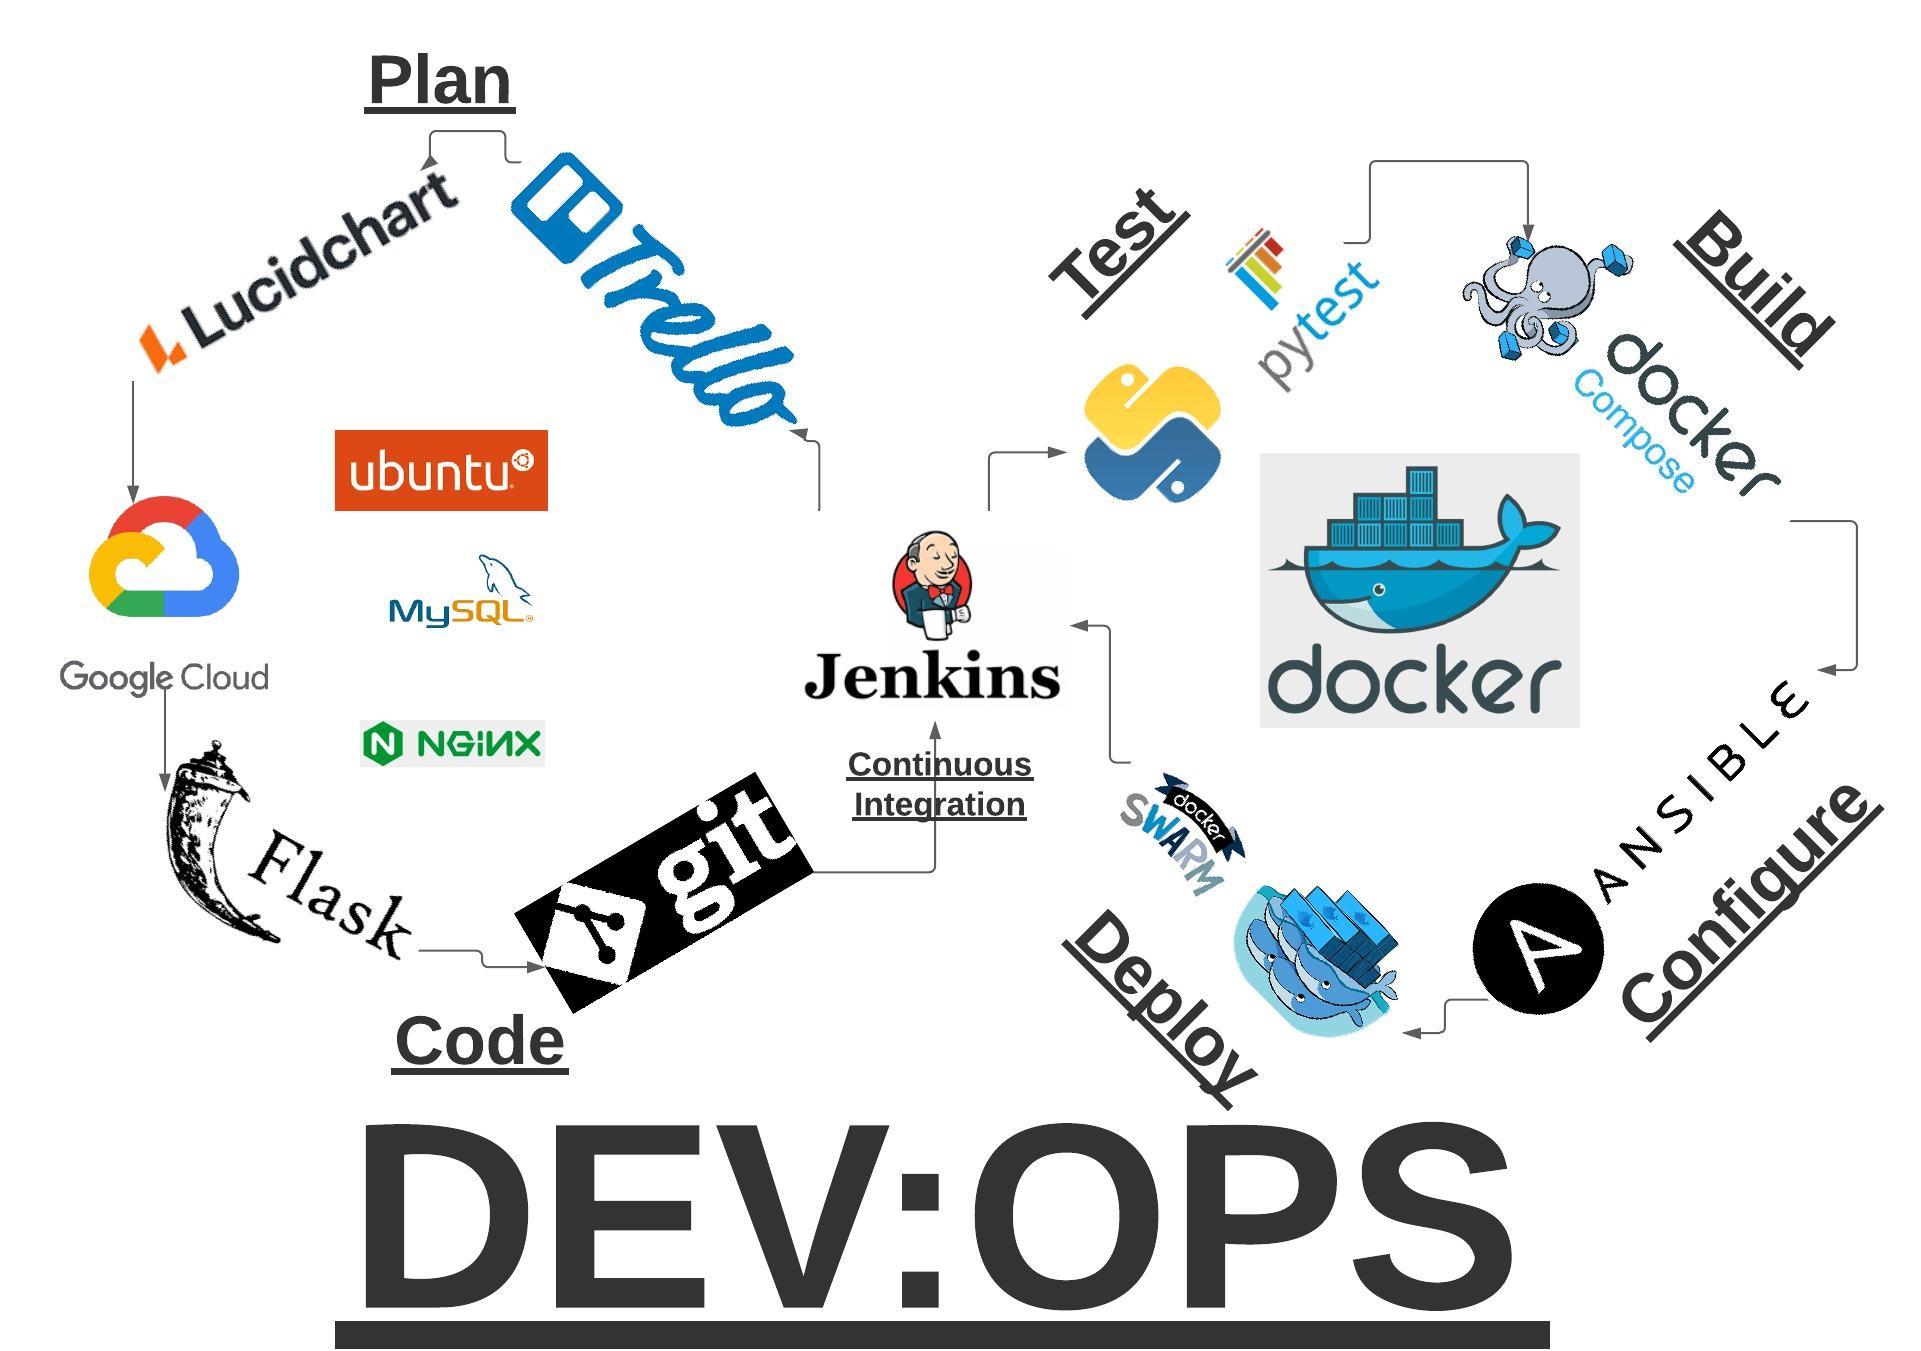 Plan
Lucidchart
Trello
Test
pytest
Build
docker
Compose
ubuntu
MySQL
Google Cloud
NGiNX
Jenkins
docker
Continuous
Integration
Flask
git
docker
SWARM
ANSIBLE
A
Configure
Deploy
Code
DEV:OPS